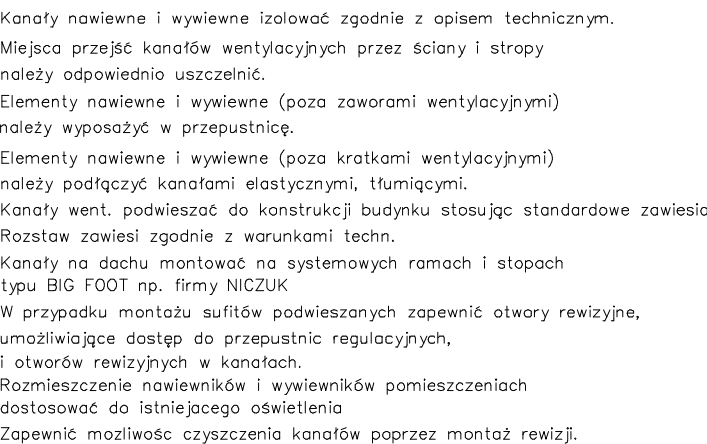 Kanały nawiewne i wywiewne izolować zgodnie z opisem technicznym.
Miejsca przejść kanałów wentylacyjnych przez ściany i stropy
należy odpowiednio uszczelnić.
Elementy nawiewne i wywiewne (poza zaworami wentylacyjnymi)
należy wyposażyć w przepustnicę.
Elementy nawiewne i wywiewne (poza kratkami wentylacyjnymi)
należy podłączyć kanałami elastycznymi, tłumiącymi.
Kanały went. podwieszać do konstrukcji budynku stosując standardowe zawiesia
Rozstaw zawiesi zgodnie z warunkami techn.
Kanały na dachu montować na systemowych ramach i stopach
typu BIG FOOT np. firmy NICZUK
W przypadku montażu sufitów podwieszanych zapewnić otwory rewizyjne,
umożliwiające dostęp do przepustnic regulacyjnych,
i otworów rewizyjnych w kanałach.
Rozmieszczenie nawiewników i wywiewników pomieszczeniach
dostosować do istniejacego oświetlenia
Zapewnić mozliwośc czyszczenia kanałów poprzez montaż rewizji.